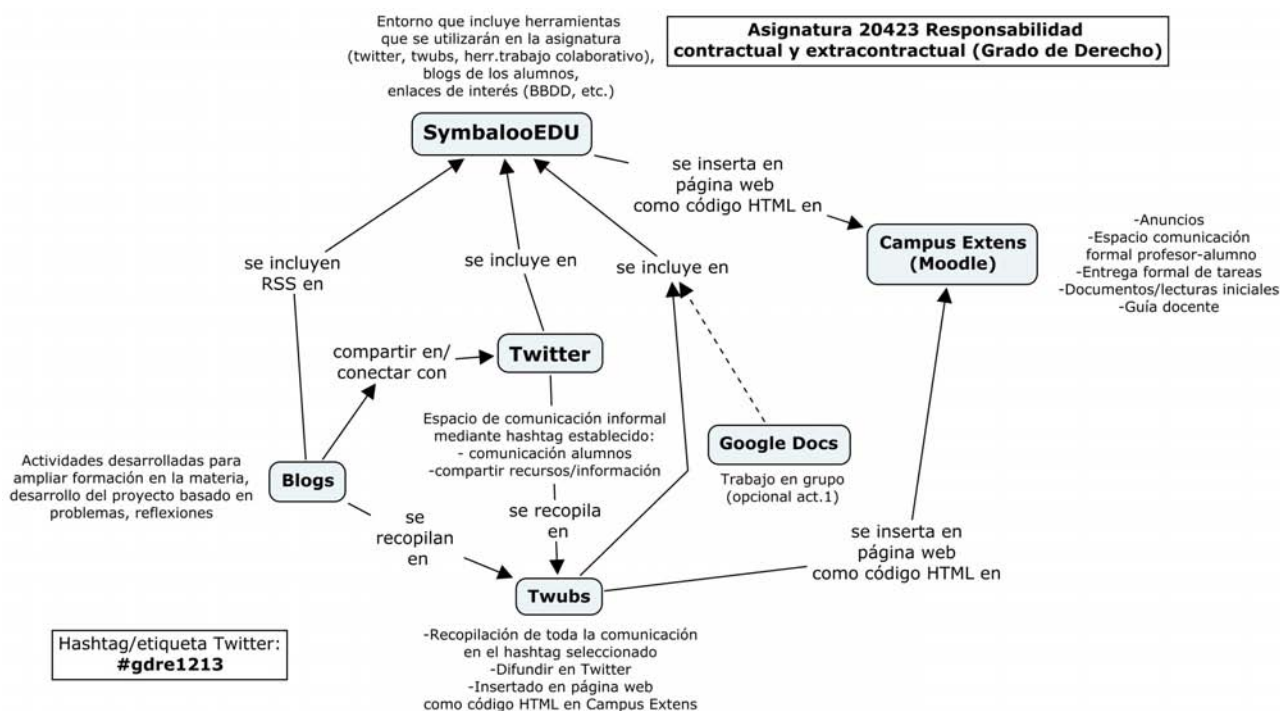 Entorno que incluye herramientas
que se utilizarán en la asignatura
(twitter, twubs, herr.trabajo colaborativo),
blogs de los alumnos,
enlaces de interés (BBDD, etc.)
Asignatura 20423 Responsabilidad
contractual y extracontractual (Grado de Derecho)
SymbalooEDU
se inserta en
página web
como código HTML en
Campus Extens
(Moodle)
-Anuncios
-Espacio comunicación
formal profesor-alumno
-Entrega formal de tareas
-Documentos/lecturas iniciales
-Guía docente
se incluyen
RSS en
se incluye en
se incluye en
compartir en/
conectar con
Twitter
Espacio de comunicación informal
mediante hashtag establecido:
- comunicación alumnos
-compartir recursos/información
Google Docs
Trabajo en grupo
(opcional act.1)
Actividades desarrolladas para
ampliar formación en la materia,
desarrollo del proyecto basado en
problemas, reflexiones
Blogs
se
recopilan
en
se recopila
en
se inserta en
página web
como código HTML en
Twubs
-Recopilación de toda la comunicación
en el hashtag seleccionado
-Difundir en Twitter
-Insertado en página web
como código HTML en Campus Extens
Hashtag/etiqueta Twitter:
#gdre1213